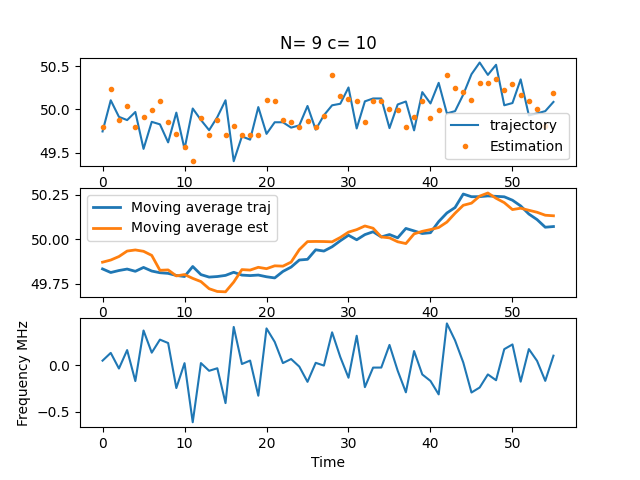 N= 9 c= 10
50.5
50.0
49.5
trajectory
Estimation
0 10 20 30 40 50
50.25
50.00
49.75
Moving average traj
Moving average est
0 10 20 30 40 50
Frequency MHz
0.0
−0.5
0 10 20 30 40 50
Time